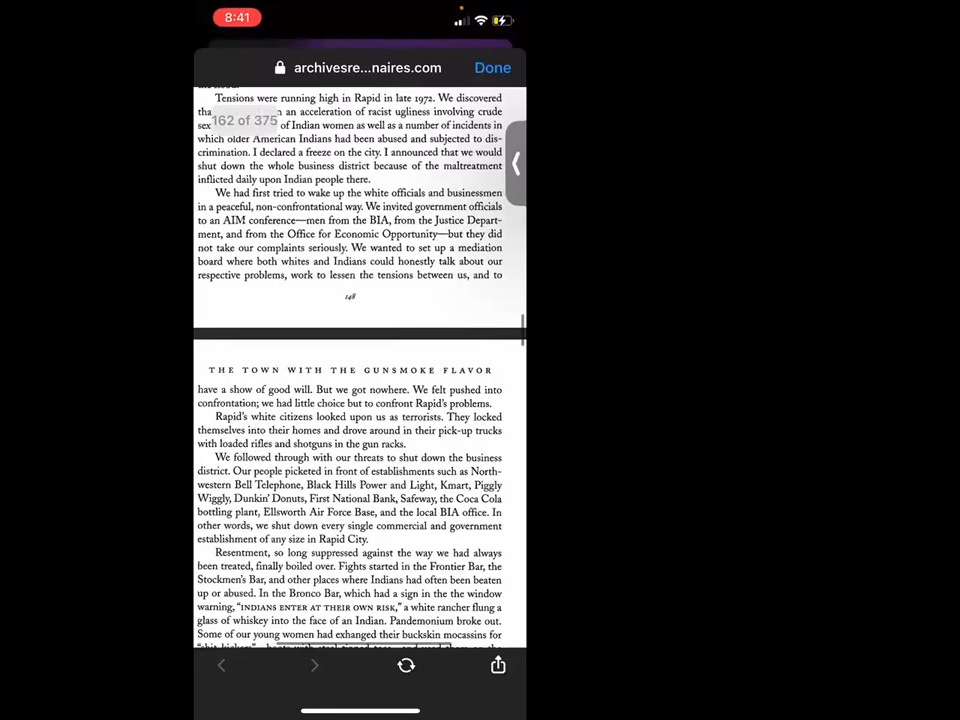 8:41
archivesre...naires.com
Done
Tensions were running high in Rapid in late 1972. We discovered
tha n an acceleration of racist ugliness involving crude
162 of 375
sex of Indian women as well as a number of incidents in
which older American Indians had been abused and subjected to dis-
crimination. I declared a freeze on the city. I announced that we would
shut down the whole business district because of the maltreatment
inflicted daily upon Indian people there.
We had first tried to wake up the white officials and businessmen
in a peaceful, non-confrontational way. We invited government officials
to an AIM conference—men from the BIA, from the Justice Depart-
ment, and from the Office for Economic Opportunity—but they did
not take our complaints seriously. We wanted to set up a mediation
board where both whites and Indians could honestly talk about our
respective problems, work to lessen the tensions between us, and to
148
THE TOWN WITH THE GUNSMOKE FLAVOR
have a show of good will. But we got nowhere. We felt pushed into
confrontation; we had little choice but to confront Rapid's problems.
Rapid's white citizens looked upon us as terrorists. They locked
themselves into their homes and drove around in their pick-up trucks
with loaded rifles and shotguns in the gun racks.
We followed through with our threats to shut down the business
district. Our people picketed in front of establishments such as North-
western Bell Telephone, Black Hills Power and Light, Kmart, Piggly
Wiggly, Dunkin' Donuts, First National Bank, Safeway, the Coca Cola
bottling plant, Ellsworth Air Force Base, and the local BIA office. In
other words, we shut down every single commercial and government
establishment of any size in Rapid City.
Resentment, so long suppressed against the way we had always
been treated, finally boiled over. Fights started in the Frontier Bar, the
Stockmen's Bar, and other places where Indians had often been beaten
up or abused. In the Bronco Bar, which had a sign in the the window
warning, "INDIANS ENTER AT THEIR OWN RISK," a white rancher flung a
glass of whiskey into the face of an Indian. Pandemonium broke out.
Some of our young women had exhanged their buckskin mocassins for